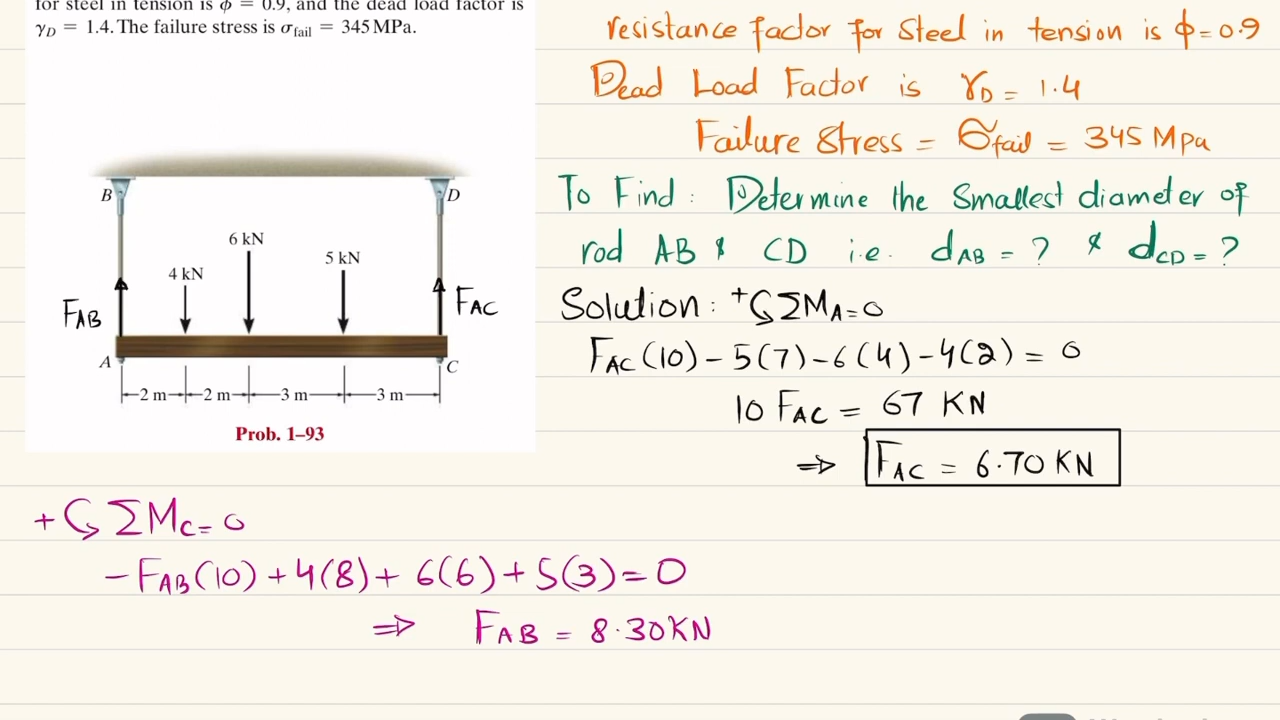 for steel in tension is ϕ = 0.9, and the dead load factor is
γD = 1.4. The failure stress is σfail = 345 MPa.
B
D
6 kN
5 kN
4 kN
FAB
FAC
A
C
2 m
2 m
3 m
3 m
Prob. 1–93
resistance factor for Steel in tension is ϕ = 0.9
Dead Load Factor is γD = 1.4
Failure Stress = σfail = 345 MPa
To Find : Determine the Smallest diameter of
rod AB & CD i.e. dAB = ? & dCD = ?
Solution : +↺ ΣMA = 0
FAC (10) – 5(7) – 6(4) – 4(2) = 0
10 FAC = 67 KN
⇒ FAC = 6.70 KN
+↺ ΣMC = 0
– FAB (10) + 4(8) + 6(6) + 5(3) = 0
⇒ FAB = 8.30 KN